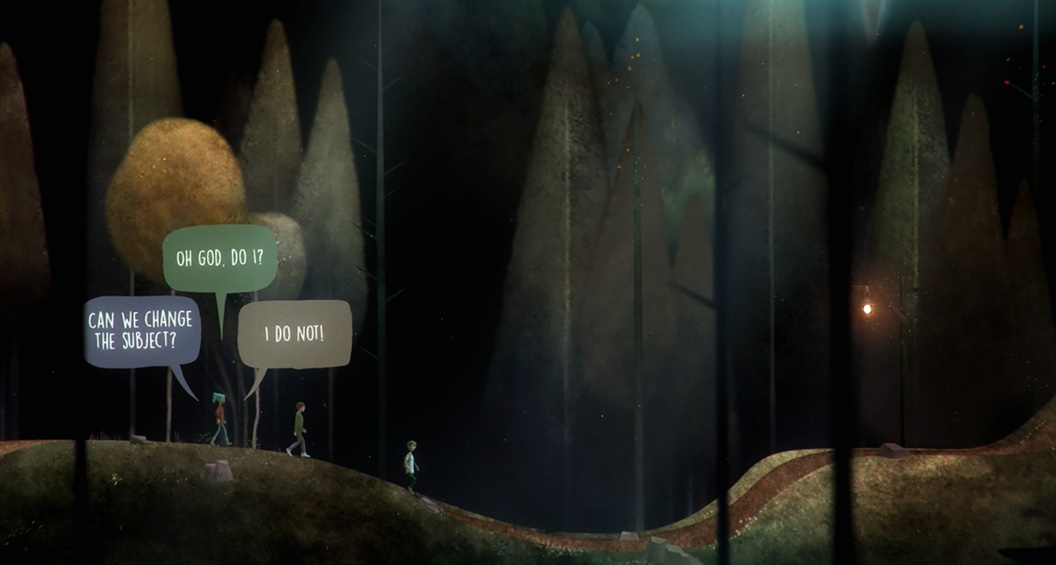 OH GOD, DO I?
CAN WE CHANGE
THE SUBJECT?
I DO NOT!